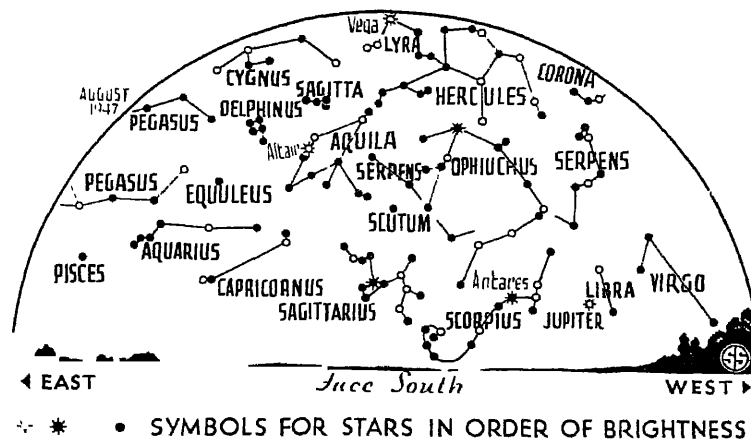 Vega
LYRA
CYGNUS
CORONA
SAGITTA
HERCULES
AUGUST
1947
PEGASUS
DELPHINUS
Altair
AQUILA
SERPENS
OPHIUCHUS
SERPENS
PEGASUS
EQUULEUS
SCUTUM
AQUARIUS
PISCES
CAPRICORNUS
SAGITTARIUS
Antares
SCORPIUS
JUPITER
LIBRA
VIRGO
SS
EAST
Face South
WEST
SYMBOLS FOR STARS IN ORDER OF BRIGHTNESS